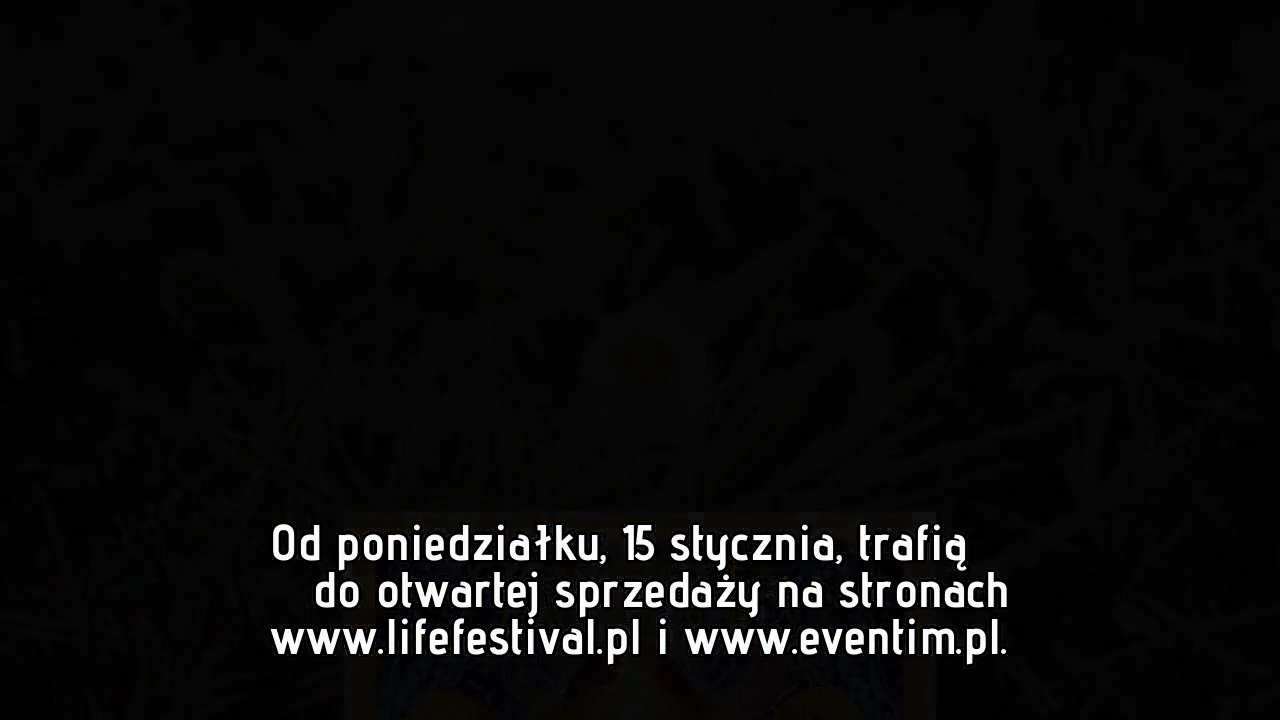 Od poniedziałku, 15 stycznia, trafią
do otwartej sprzedaży na stronach
www.lifefestival.pl i www.eventim.pl.